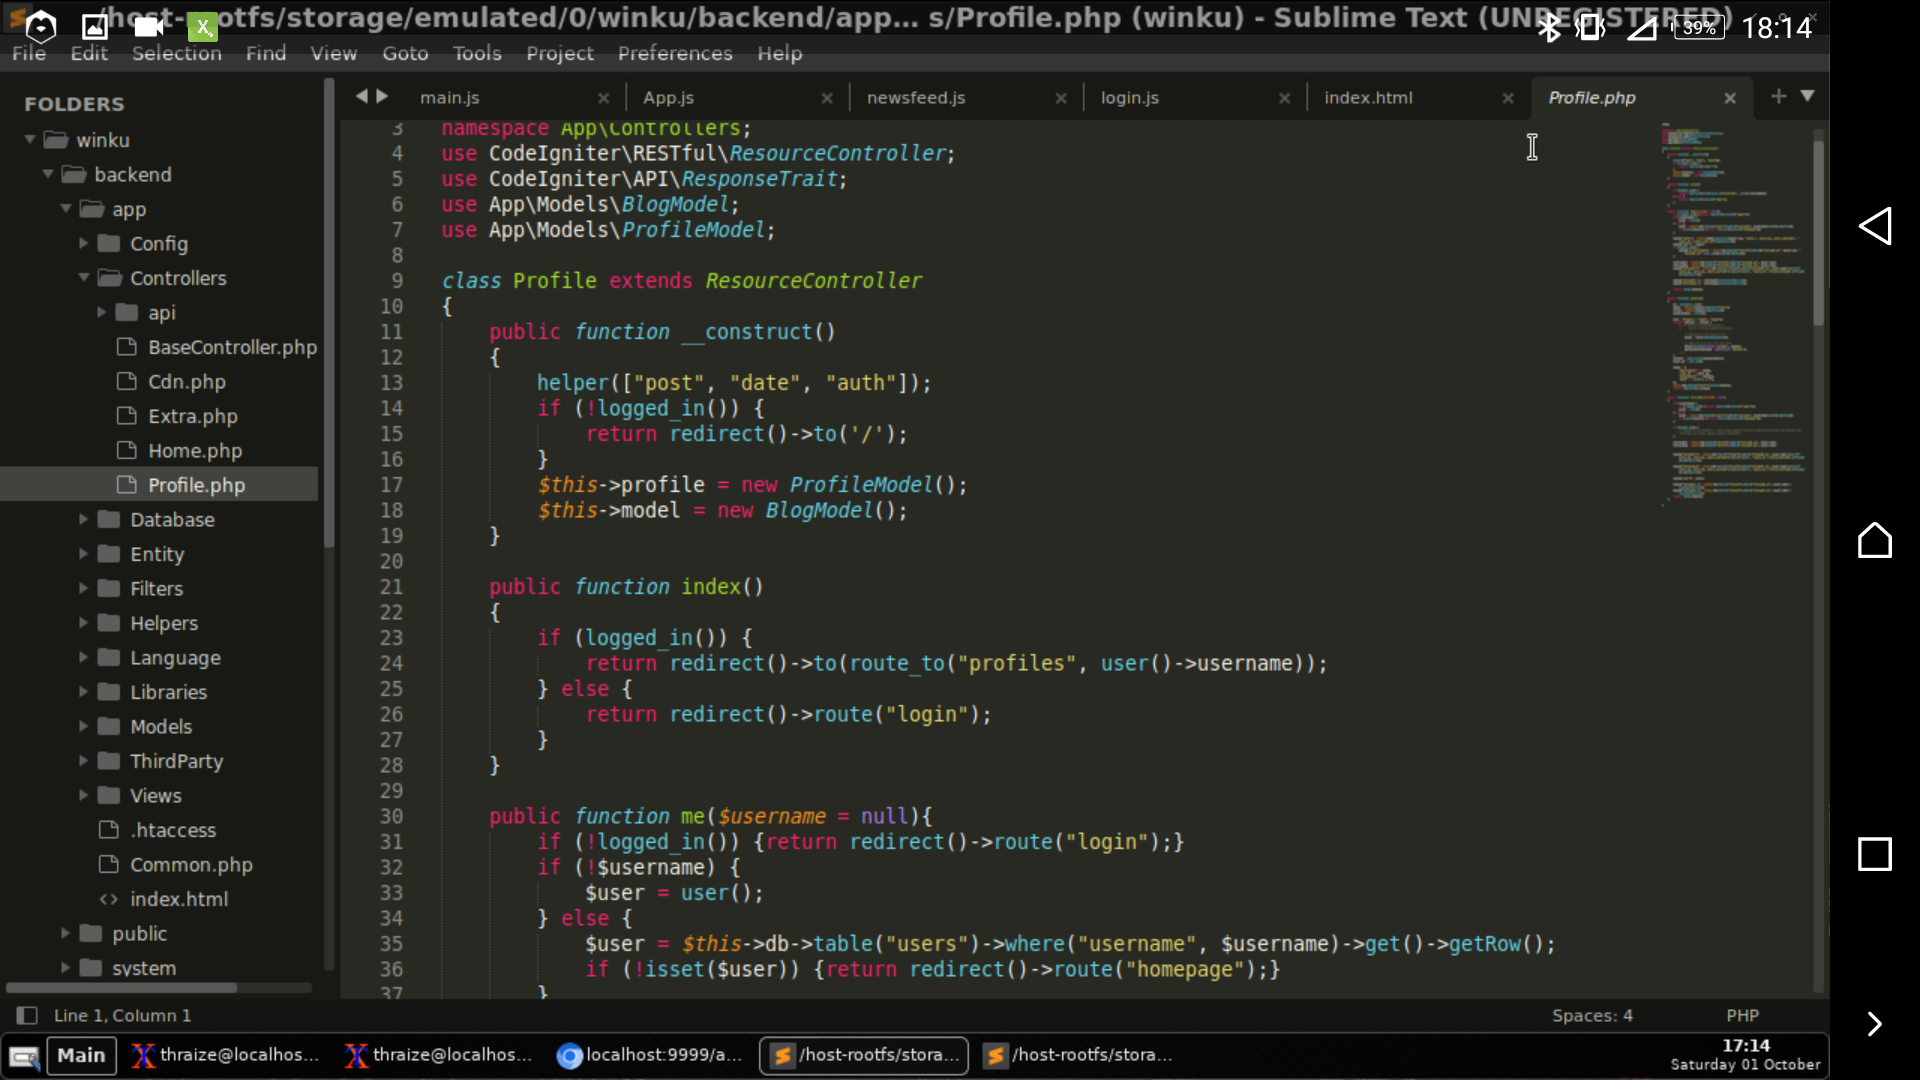 /host-rootfs/storage/emulated/0/winku/backend/app... s/Profile.php (winku) - Sublime Text (UNREGISTERED)
39% 18:14
File Edit Selection Find View Goto Tools Project Preferences Help
FOLDERS
winku
backend
app
Config
Controllers
api
BaseController.php
Cdn.php
Extra.php
Home.php
Profile.php
Database
Entity
Filters
Helpers
Language
Libraries
Models
ThirdParty
Views
.htaccess
Common.php
index.html
public
system
main.js App.js newsfeed.js login.js index.html Profile.php
3 namespace App\Controllers;
4 use CodeIgniter\RESTful\ResourceController;
5 use CodeIgniter\API\ResponseTrait;
6 use App\Models\BlogModel;
7 use App\Models\ProfileModel;
8
9 class Profile extends ResourceController
10 {
11 public function __construct()
12 {
13 helper(["post", "date", "auth"]);
14 if (!logged_in()) {
15 return redirect()->to('/');
16 }
17 $this->profile = new ProfileModel();
18 $this->model = new BlogModel();
19 }
20
21 public function index()
22 {
23 if (logged_in()) {
24 return redirect()->to(route_to("profiles", user()->username));
25 } else {
26 return redirect()->route("login");
27 }
28 }
29
30 public function me($username = null){
31 if (!logged_in()) {return redirect()->route("login");}
32 if (!$username) {
33 $user = user();
34 } else {
35 $user = $this->db->table("users")->where("username", $username)->get()->getRow();
36 if (!isset($user)) {return redirect()->route("homepage");}
37 }
Line 1, Column 1 Spaces: 4 PHP
Main thraize@localhos... thraize@localhos... localhost:9999/a... /host-rootfs/stora... /host-rootfs/stora...
17:14
Saturday 01 October